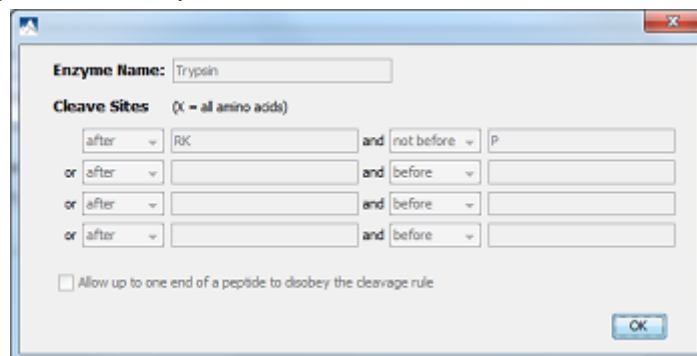 Enzyme Name: Trypsin
Cleave Sites (X = all amino acids)
after RK and not before P
or after and before
or after and before
or after and before
Allow up to one end of a peptide to disobey the cleavage rule
OK